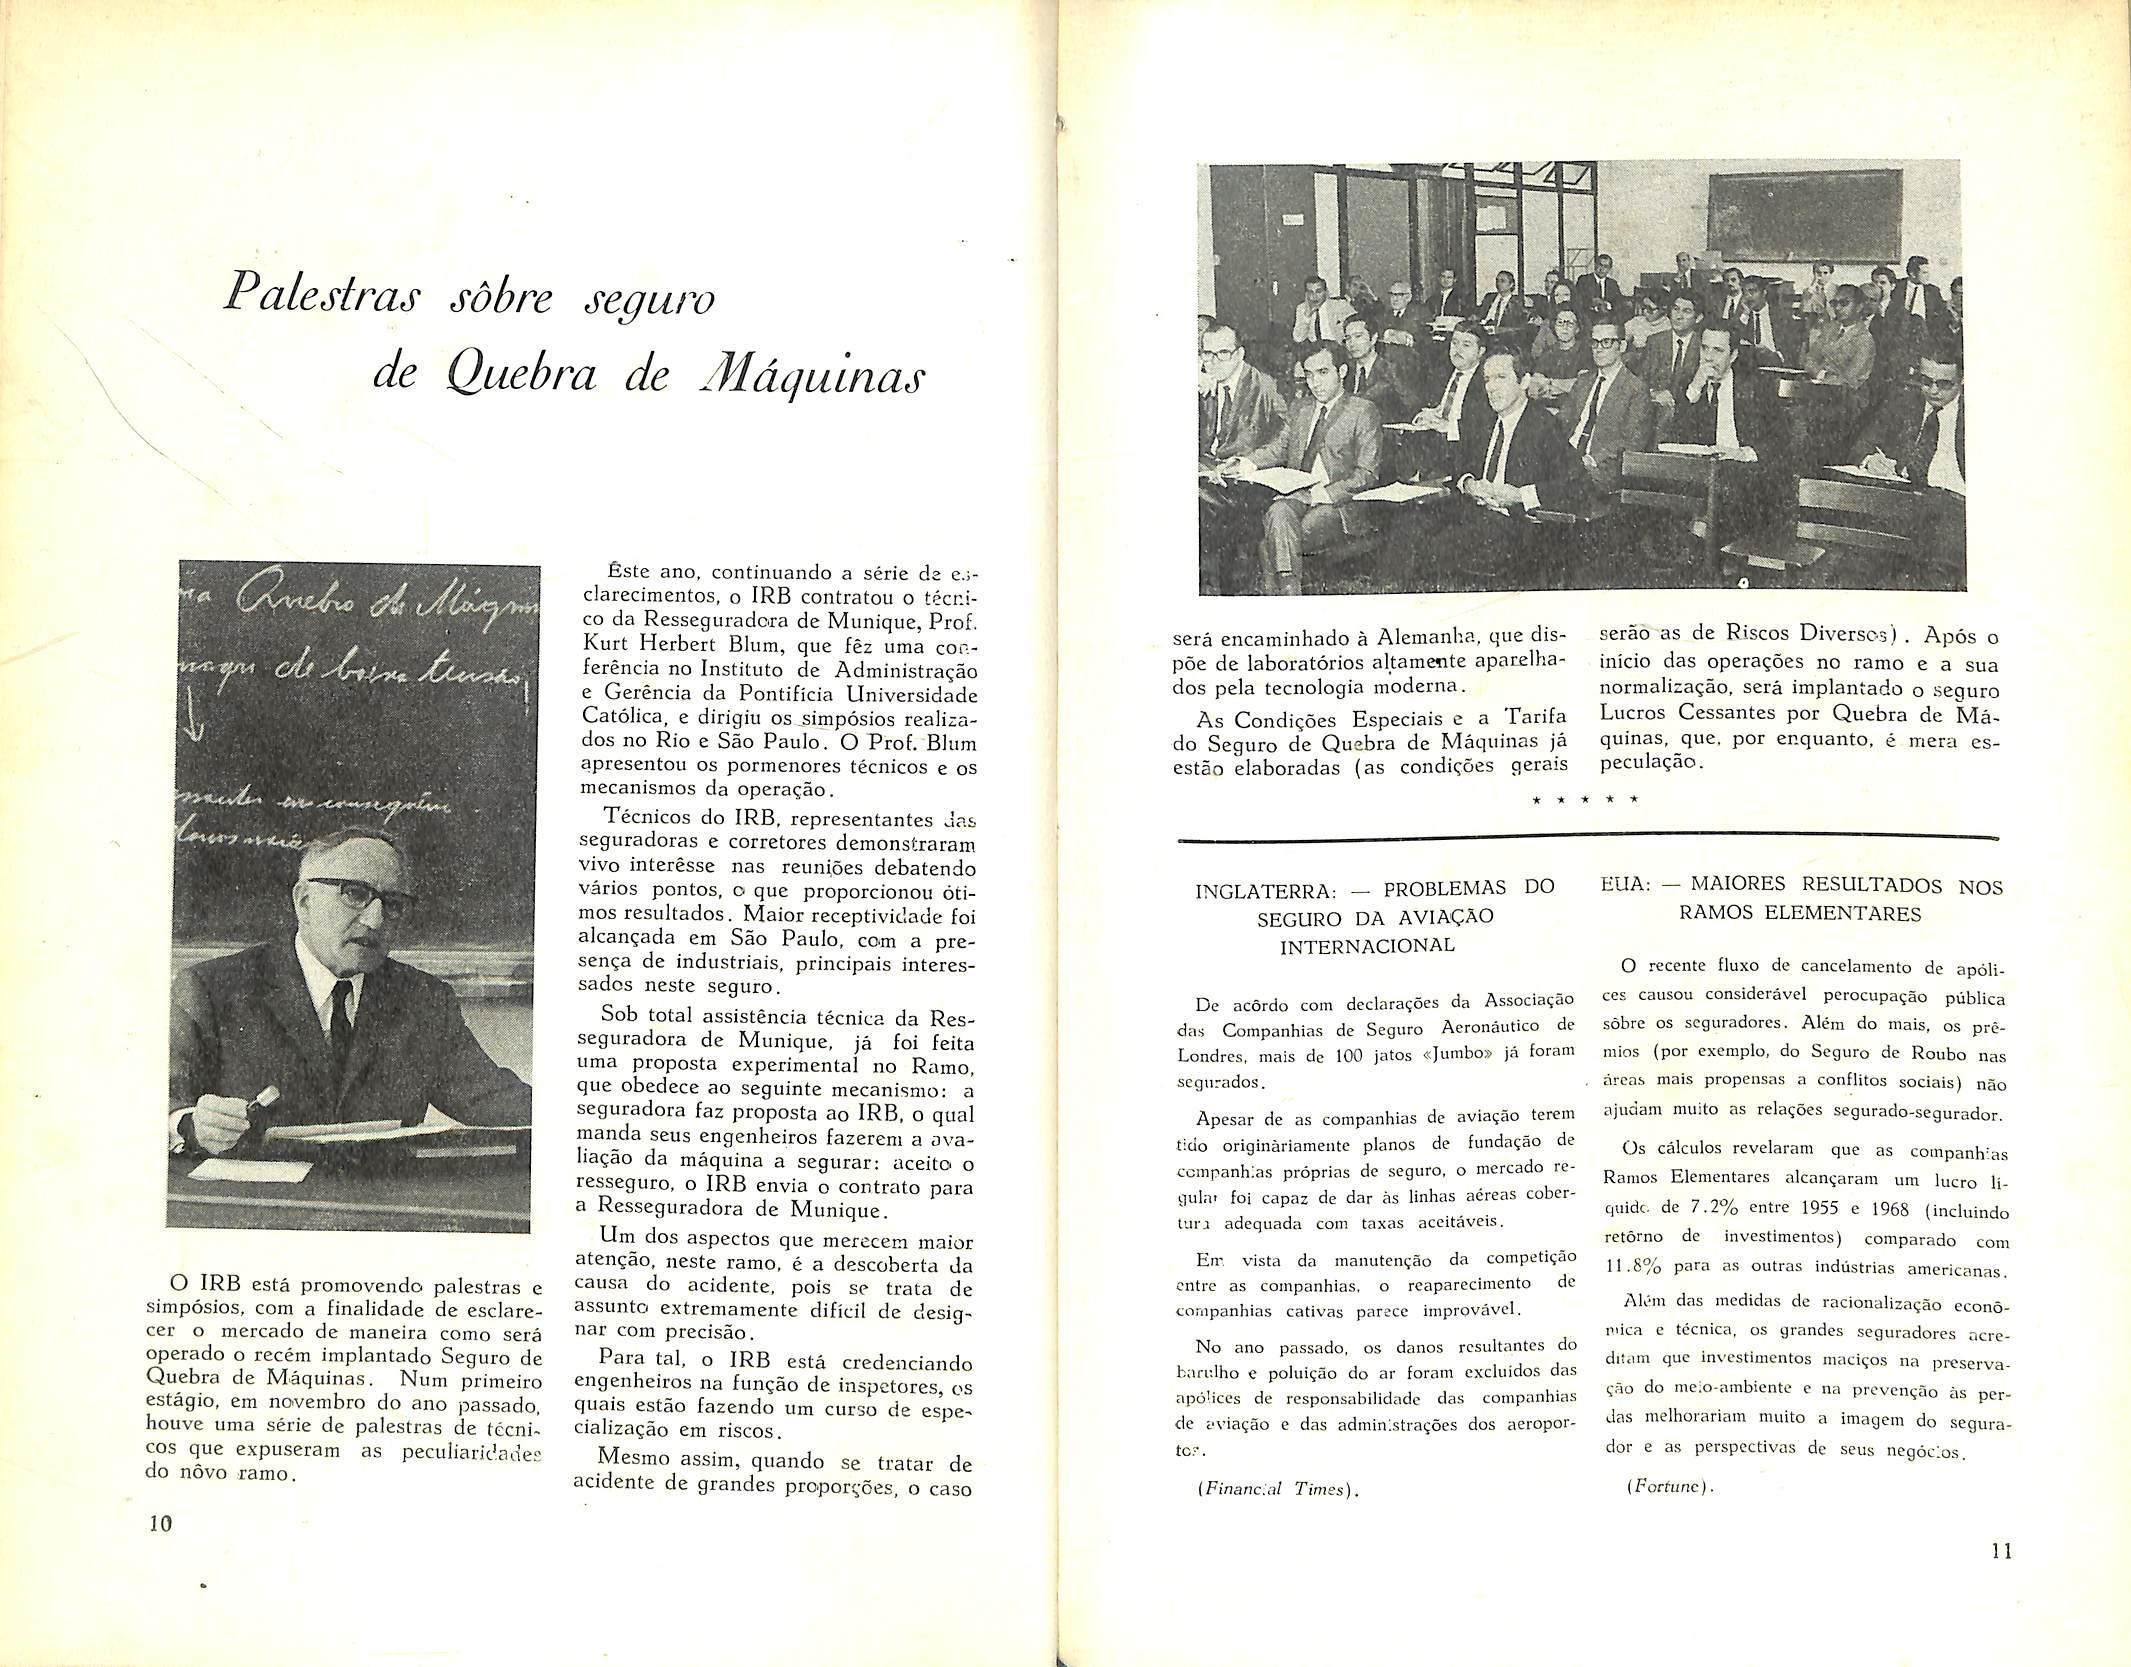 Palestras sôbre seguro
de Quebra de Máquinas
Quebra de Máquin
de baixa tensão
O IRB está promovendo palestras e
simpósios, com a finalidade de esclare-
cer o mercado de maneira como será
operado o recém implantado Seguro de
Quebra de Máquinas. Num primeiro
estágio, em novembro do ano passado,
houve uma série de palestras de técni-
cos que expuseram as peculiaridades
do nôvo ramo.
10
Êste ano, continuando a série de es-
clarecimentos, o IRB contratou o técni-
co da Resseguradora de Munique, Prof.
Kurt Herbert Blum, que fêz uma con-
ferência no Instituto de Administração
e Gerência da Pontifícia Universidade
Católica, e dirigiu os simpósios realiza-
dos no Rio e São Paulo. O Prof. Blum
apresentou os pormenores técnicos e os
mecanismos da operação.
Técnicos do IRB, representantes das
seguradoras e corretores demonstraram
vivo interêsse nas reuniões debatendo
vários pontos, o que proporcionou óti-
mos resultados. Maior receptividade foi
alcançada em São Paulo, com a pre-
sença de industriais, principais interes-
sados neste seguro.
Sob total assistência técnica da Res-
seguradora de Munique, já foi feita
uma proposta experimental no Ramo,
que obedece ao seguinte mecanismo: a
seguradora faz proposta ao IRB, o qual
manda seus engenheiros fazerem a ava-
liação da máquina a segurar: aceito o
resseguro, o IRB envia o contrato para
a Resseguradora de Munique.
Um dos aspectos que merecem maior
atenção, neste ramo, é a descoberta da
causa do acidente, pois se trata de
assunto extremamente difícil de desig-
nar com precisão.
Para tal, o IRB está credenciando
engenheiros na função de inspetores, os
quais estão fazendo um curso de espe-
cialização em riscos.
Mesmo assim, quando se tratar de
acidente de grandes proporções, o caso
será encaminhado à Alemanha, que dis-
põe de laboratórios altamente aparelha-
dos pela tecnologia moderna.
As Condições Especiais e a Tarifa
do Seguro de Quebra de Máquinas já
estão elaboradas (as condições gerais
serão as de Riscos Diversos). Após o
início das operações no ramo e a sua
normalização, será implantado o seguro
Lucros Cessantes por Quebra de Má-
quinas, que, por enquanto, é mera es-
peculação.
★ ★ ★ ★ ★
INGLATERRA: — PROBLEMAS DO
SEGURO DA AVIAÇÃO
INTERNACIONAL
De acôrdo com declarações da Associação
das Companhias de Seguro Aeronáutico de
Londres, mais de 100 jatos «Jumbo» já foram
segurados.
Apesar de as companhias de aviação terem
tido originàriamente planos de fundação de
companhias próprias de seguro, o mercado re-
gular foi capaz de dar às linhas aéreas cober-
tura adequada com taxas aceitáveis.
Em vista da manutenção da competição
entre as companhias, o reaparecimento de
companhias cativas parece improvável.
No ano passado, os danos resultantes do
barulho e poluição do ar foram excluídos das
apólices de responsabilidade das companhias
de aviação e das administrações dos aeropor-
tos.
(Financial Times).
EUA: — MAIORES RESULTADOS NOS
RAMOS ELEMENTARES
O recente fluxo de cancelamento de apóli-
ces causou considerável perocupação pública
sôbre os seguradores. Além do mais, os prê-
mios (por exemplo, do Seguro de Roubo nas
áreas mais propensas a conflitos sociais) não
ajudam muito as relações segurado-segurador.
Os cálculos revelaram que as companhias
Ramos Elementares alcançaram um lucro lí-
quido de 7.2% entre 1955 e 1968 (incluindo
retôrno de investimentos) comparado com
11.8% para as outras indústrias americanas.
Além das medidas de racionalização econô-
mica e técnica, os grandes seguradores acre-
ditam que investimentos maciços na preserva-
ção do meio-ambiente e na prevenção às per-
das melhorariam muito a imagem do segura-
dor e as perspectivas de seus negócios.
(Fortune).
11